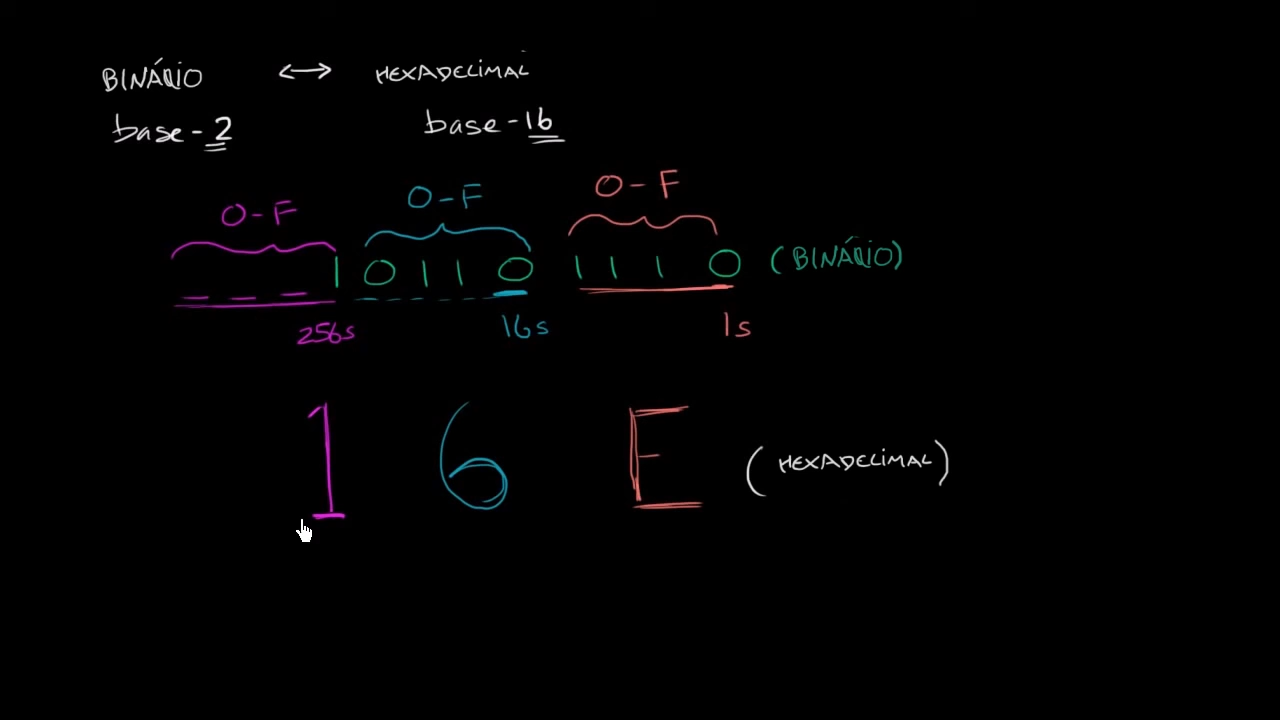 BINÁRIO ↔ HEXADECIMAL
base-2 base-16
0-F 0-F 0-F
1 0 1 1 0 1 1 1 0 (BINÁRIO)
256s 16s 1s
1 6 E (HEXADECIMAL)